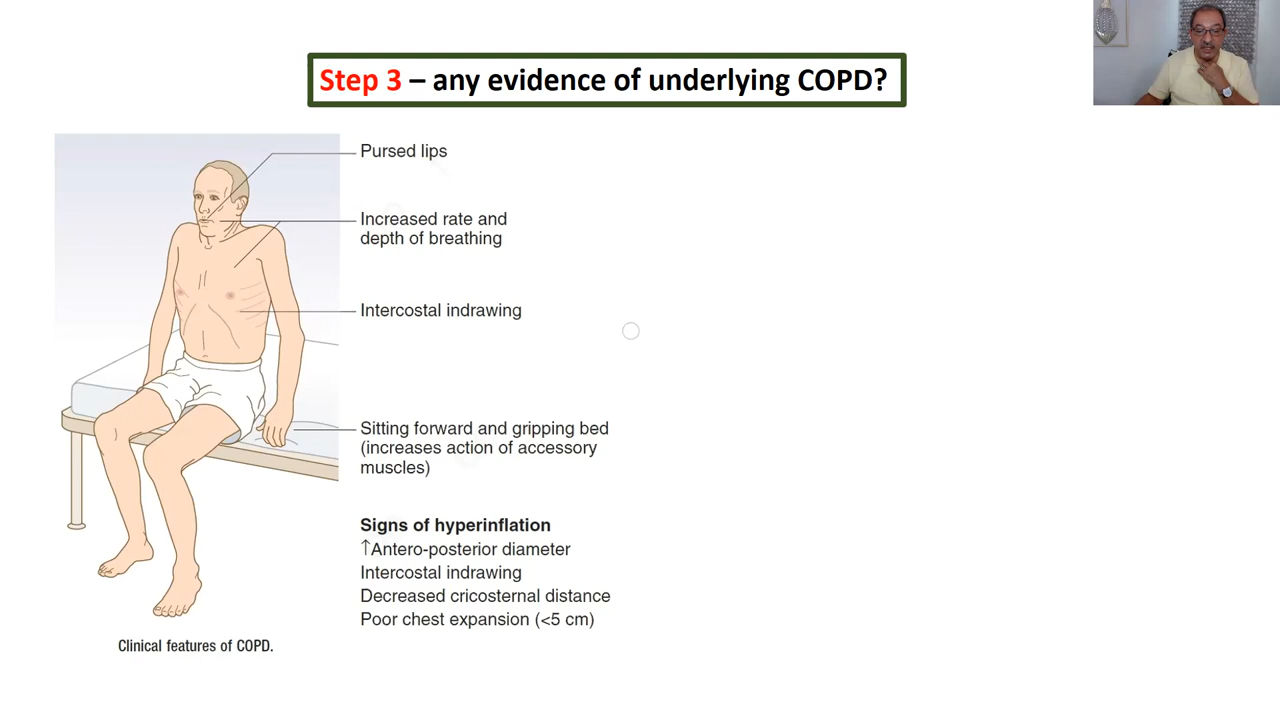 Step 3 – any evidence of underlying COPD?
Pursed lips
Increased rate and
depth of breathing
Intercostal indrawing
Sitting forward and gripping bed
(increases action of accessory
muscles)
Signs of hyperinflation
↑Antero-posterior diameter
Intercostal indrawing
Decreased cricosternal distance
Poor chest expansion (<5 cm)
Clinical features of COPD.